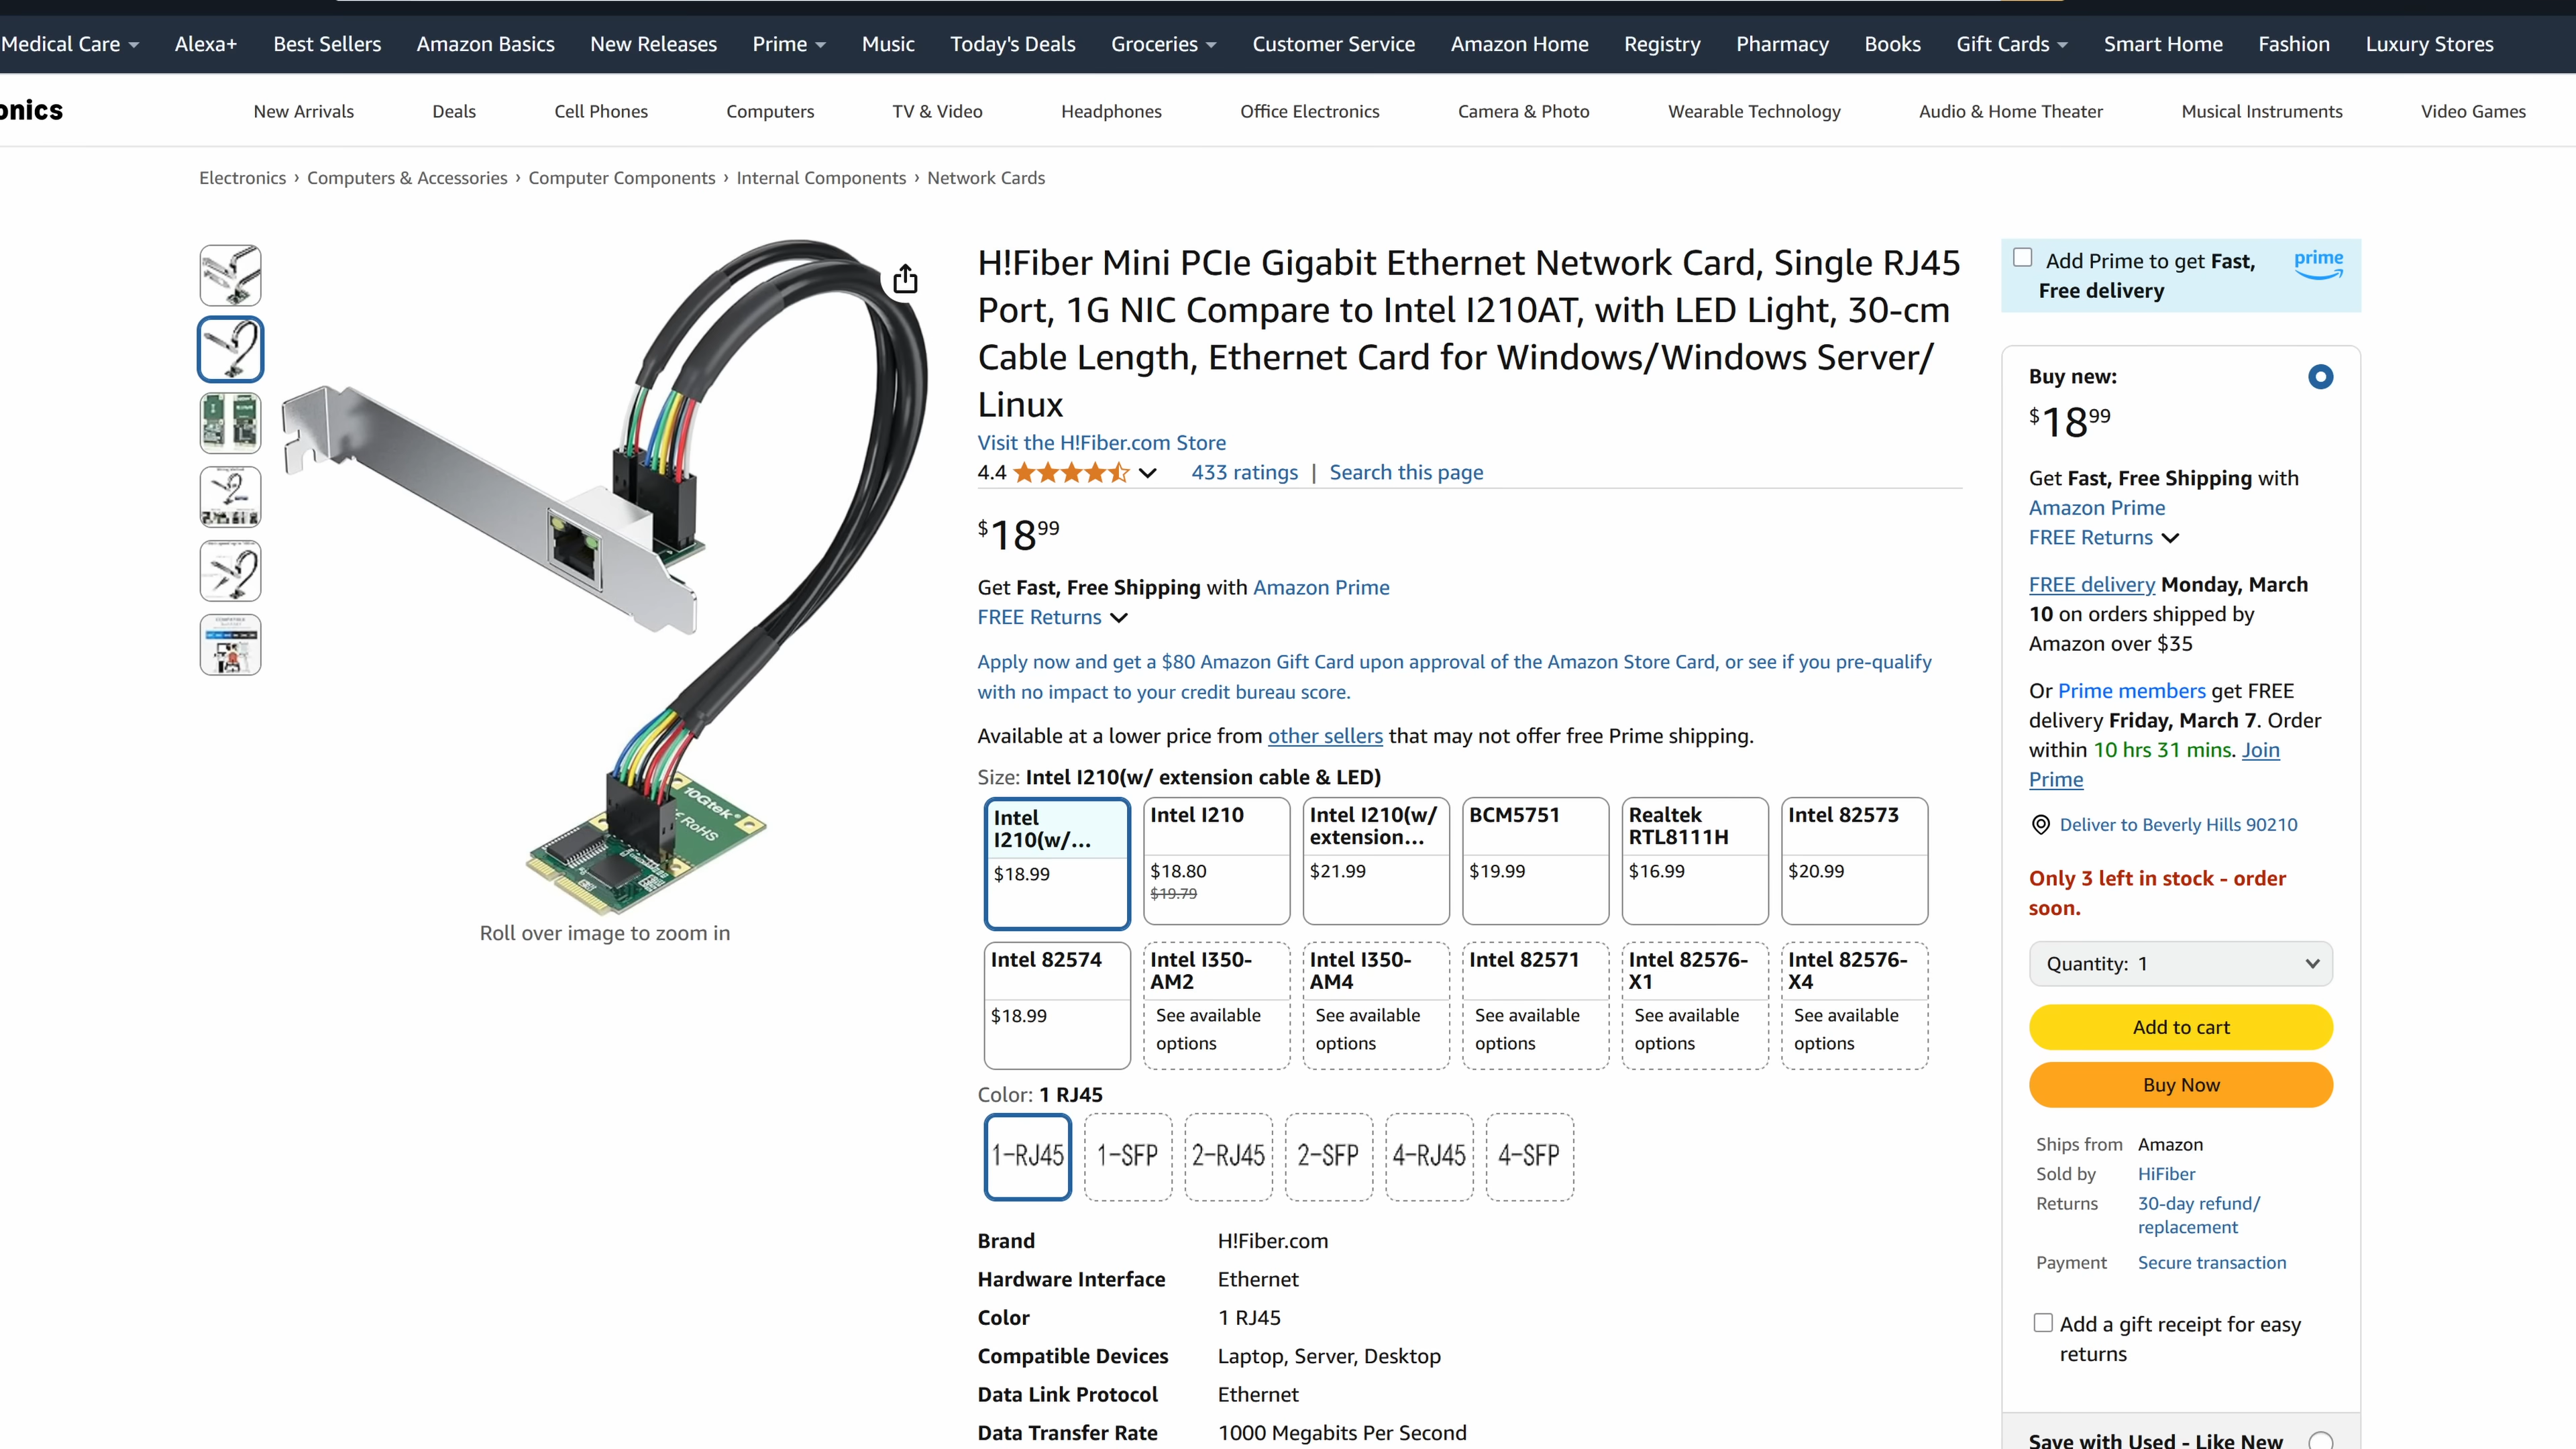 Medical Care Alexa+ Best Sellers Amazon Basics New Releases Prime Music Today's Deals Groceries Customer Service Amazon Home Registry Pharmacy Books Gift Cards Smart Home Fashion Luxury Stores
onics New Arrivals Deals Cell Phones Computers TV & Video Headphones Office Electronics Camera & Photo Wearable Technology Audio & Home Theater Musical Instruments Video Games
Electronics › Computers & Accessories › Computer Components › Internal Components › Network Cards
10Gtek
RoHS
Roll over image to zoom in
H!Fiber Mini PCIe Gigabit Ethernet Network Card, Single RJ45
Port, 1G NIC Compare to Intel I210AT, with LED Light, 30-cm
Cable Length, Ethernet Card for Windows/Windows Server/
Linux
Visit the H!Fiber.com Store
4.4 433 ratings | Search this page
$18.99
Get Fast, Free Shipping with Amazon Prime
FREE Returns
Apply now and get a $80 Amazon Gift Card upon approval of the Amazon Store Card, or see if you pre-qualify
with no impact to your credit bureau score.
Available at a lower price from other sellers that may not offer free Prime shipping.
Size: Intel I210(w/ extension cable & LED)
Intel
I210(w/...
$18.99
Intel I210
$18.80
$19.79
Intel I210(w/
extension...
$21.99
BCM5751
$19.99
Realtek
RTL8111H
$16.99
Intel 82573
$20.99
Intel 82574
$18.99
Intel I350-
AM2
See available
options
Intel I350-
AM4
See available
options
Intel 82571
See available
options
Intel 82576-
X1
See available
options
Intel 82576-
X4
See available
options
Color: 1 RJ45
1-RJ45 1-SFP 2-RJ45 2-SFP 4-RJ45 4-SFP
Brand H!Fiber.com
Hardware Interface Ethernet
Color 1 RJ45
Compatible Devices Laptop, Server, Desktop
Data Link Protocol Ethernet
Data Transfer Rate 1000 Megabits Per Second
Add Prime to get Fast,
Free delivery
prime
Buy new:
$18.99
Get Fast, Free Shipping with
Amazon Prime
FREE Returns
FREE delivery Monday, March
10 on orders shipped by
Amazon over $35
Or Prime members get FREE
delivery Friday, March 7. Order
within 10 hrs 31 mins. Join
Prime
Deliver to Beverly Hills 90210
Only 3 left in stock - order
soon.
Quantity: 1
Add to cart
Buy Now
Ships from Amazon
Sold by HiFiber
Returns 30-day refund/
replacement
Payment Secure transaction
Add a gift receipt for easy
returns
Save with Used - Like New